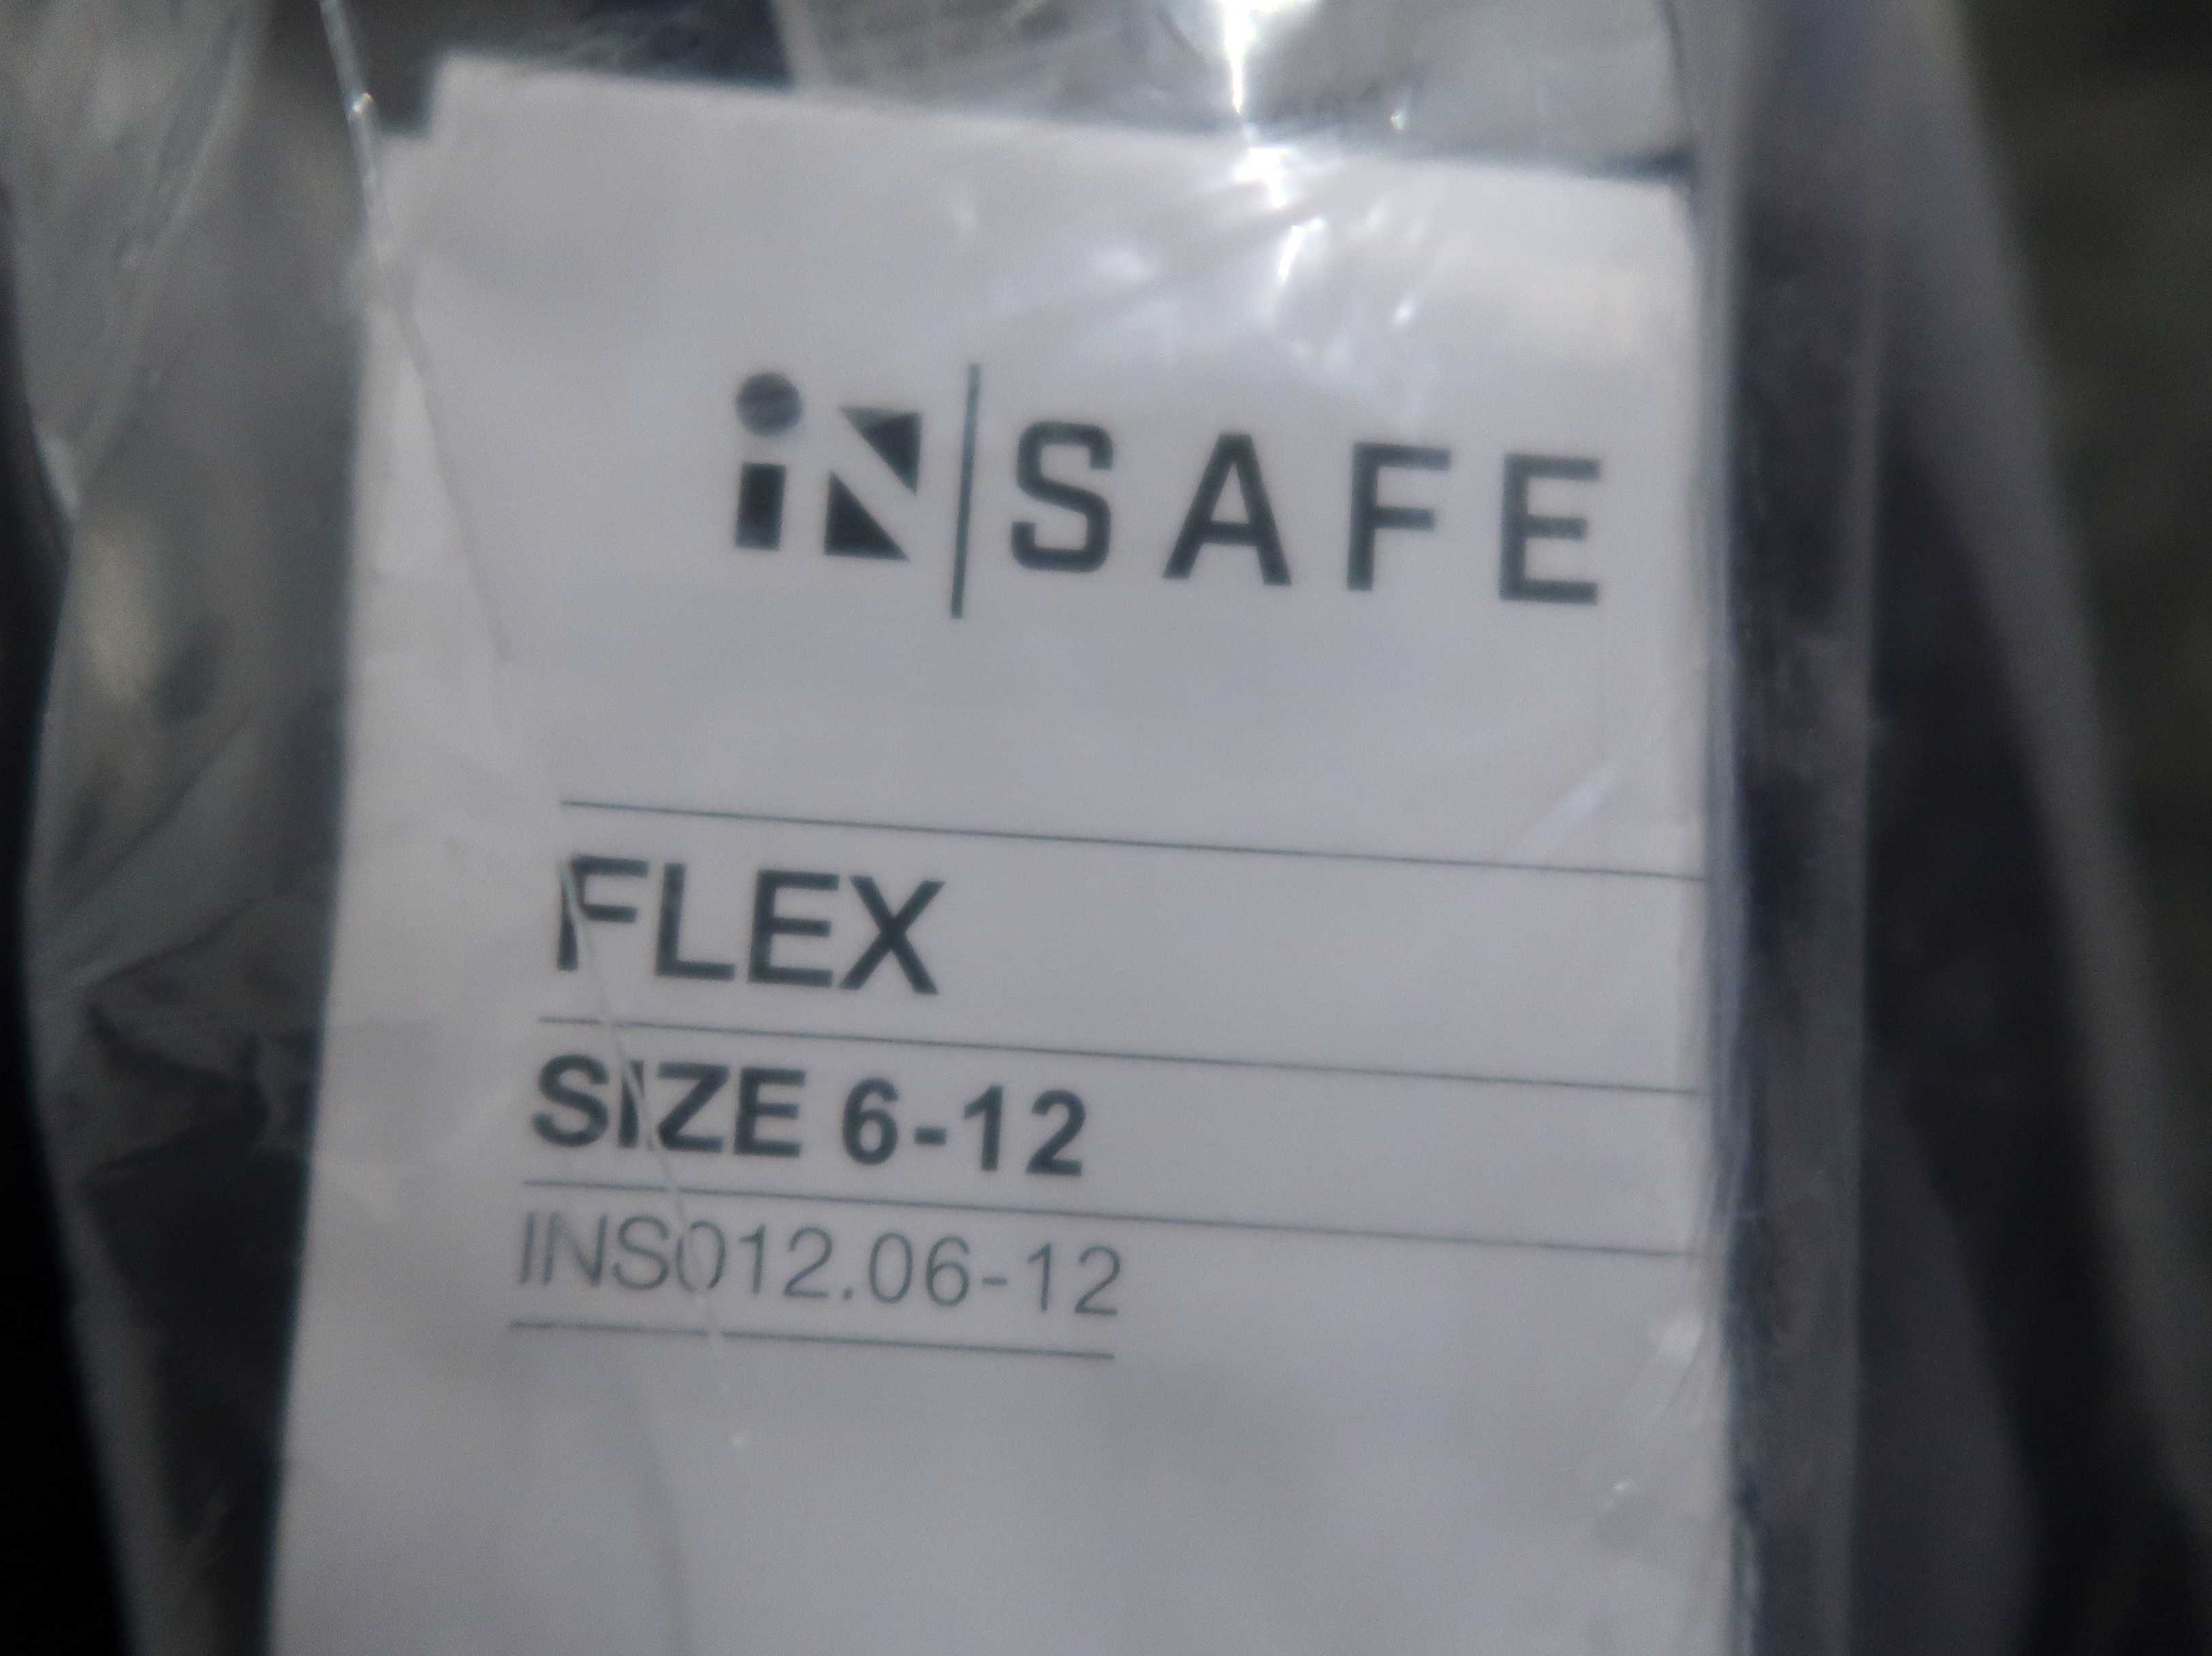 iN|SAFE
FLEX
SIZE 6-12
INS012.06-12